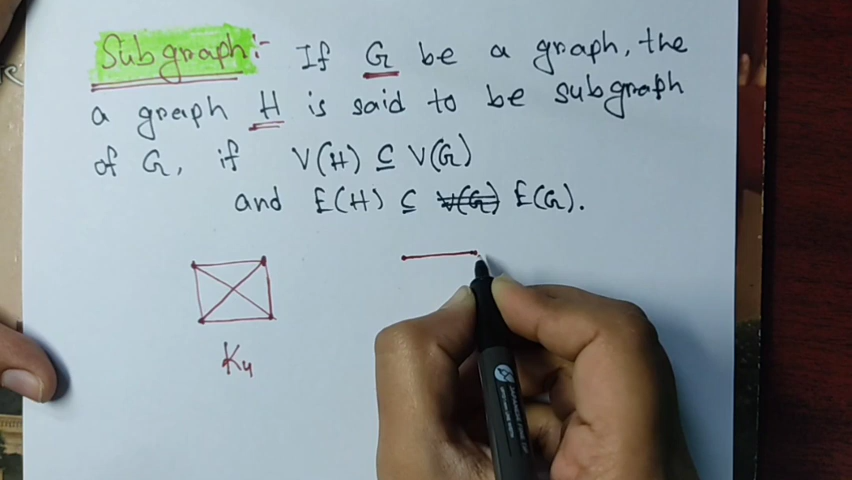 Subgraph:- If G be a graph, the
a graph H is said to be subgraph
of G, if V(H) ⊆ V(G)
and E(H) ⊆ V(G) E(G).
K4